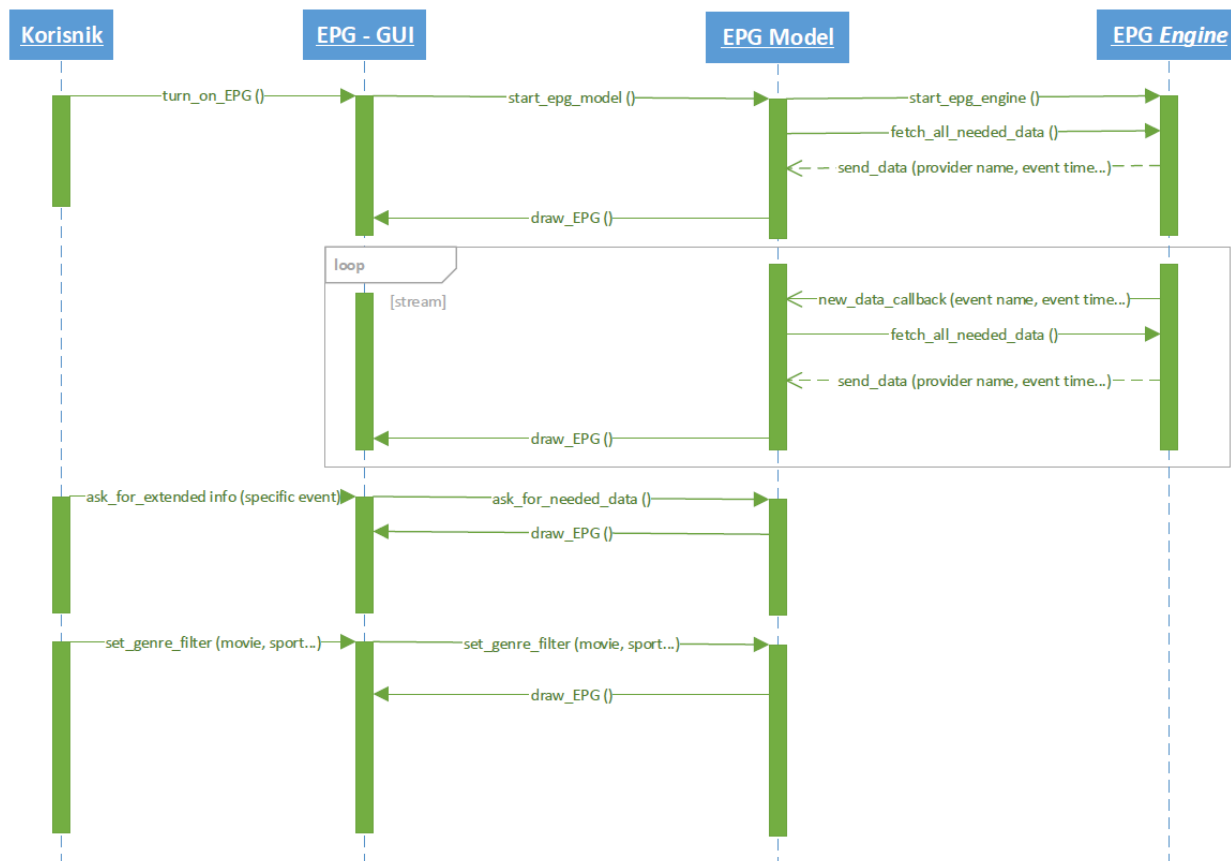 Korisnik
EPG - GUI
EPG Model
EPG Engine
turn_on_EPG ()
start_epg_model ()
start_epg_engine ()
fetch_all_needed_data ()
send_data (provider name, event time...)
draw_EPG ()
loop
[stream]
new_data_callback (event name, event time...)
fetch_all_needed_data ()
send_data (provider name, event time...)
draw_EPG ()
ask_for_extended info (specific event)
ask_for_needed_data ()
draw_EPG ()
set_genre_filter (movie, sport...)
set_genre_filter (movie, sport...)
draw_EPG ()